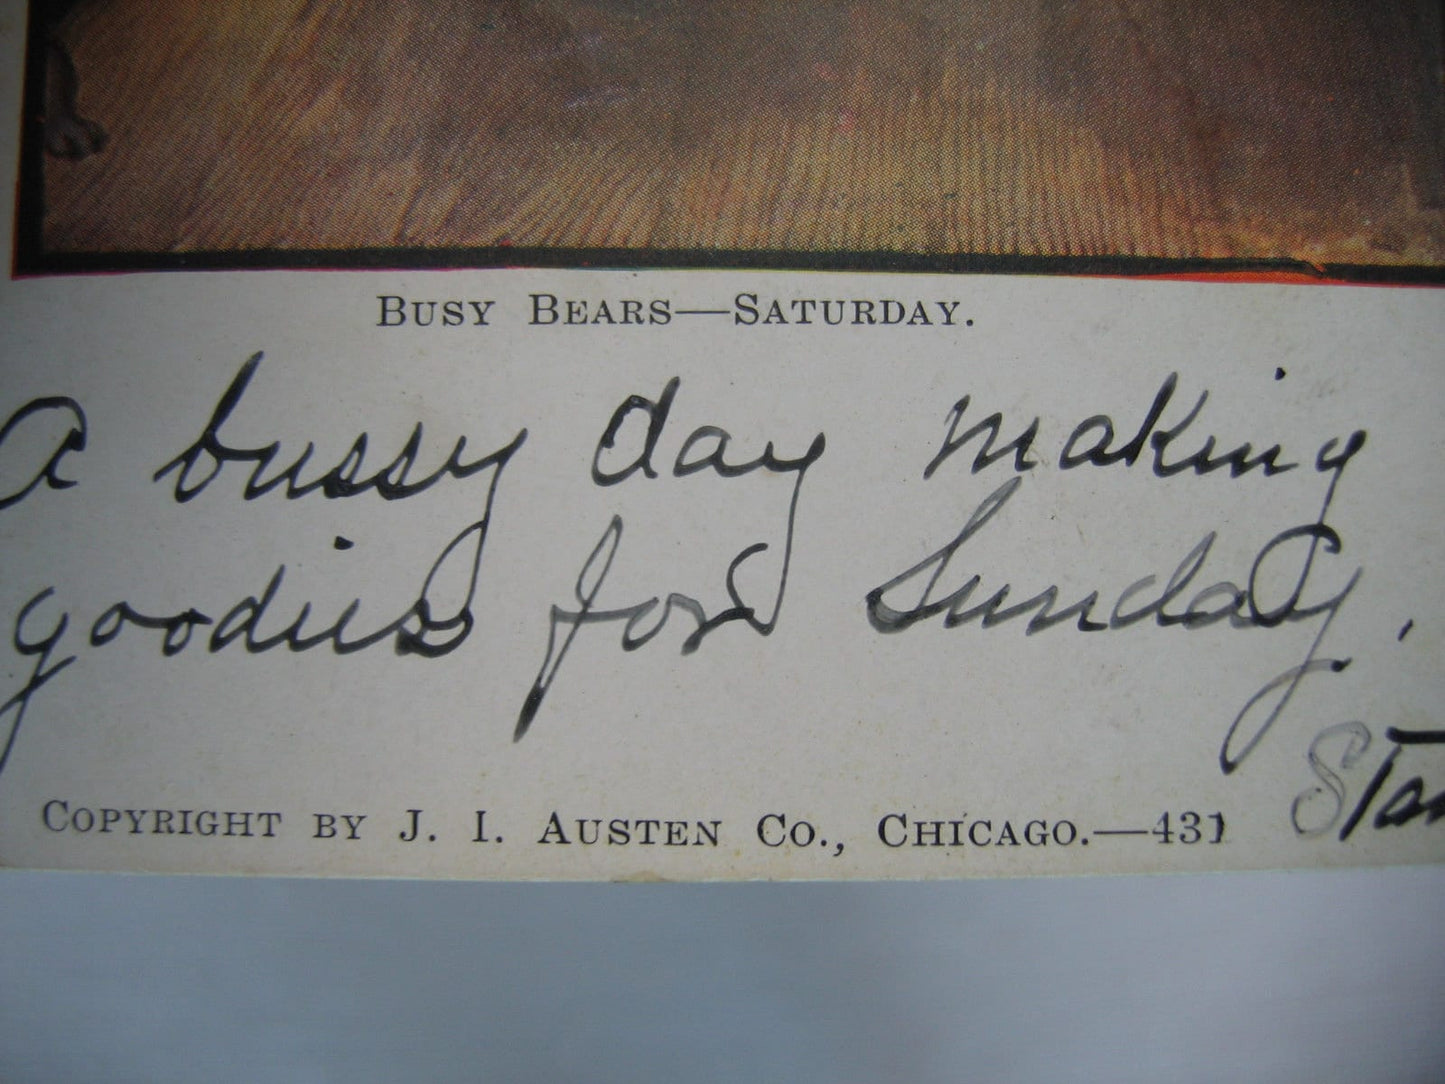 BUSY BEARS—SATURDAY.
A bussy day making
goodies for Sunday.
COPYRIGHT BY J. I. AUSTEN CO., CHICAGO.—431